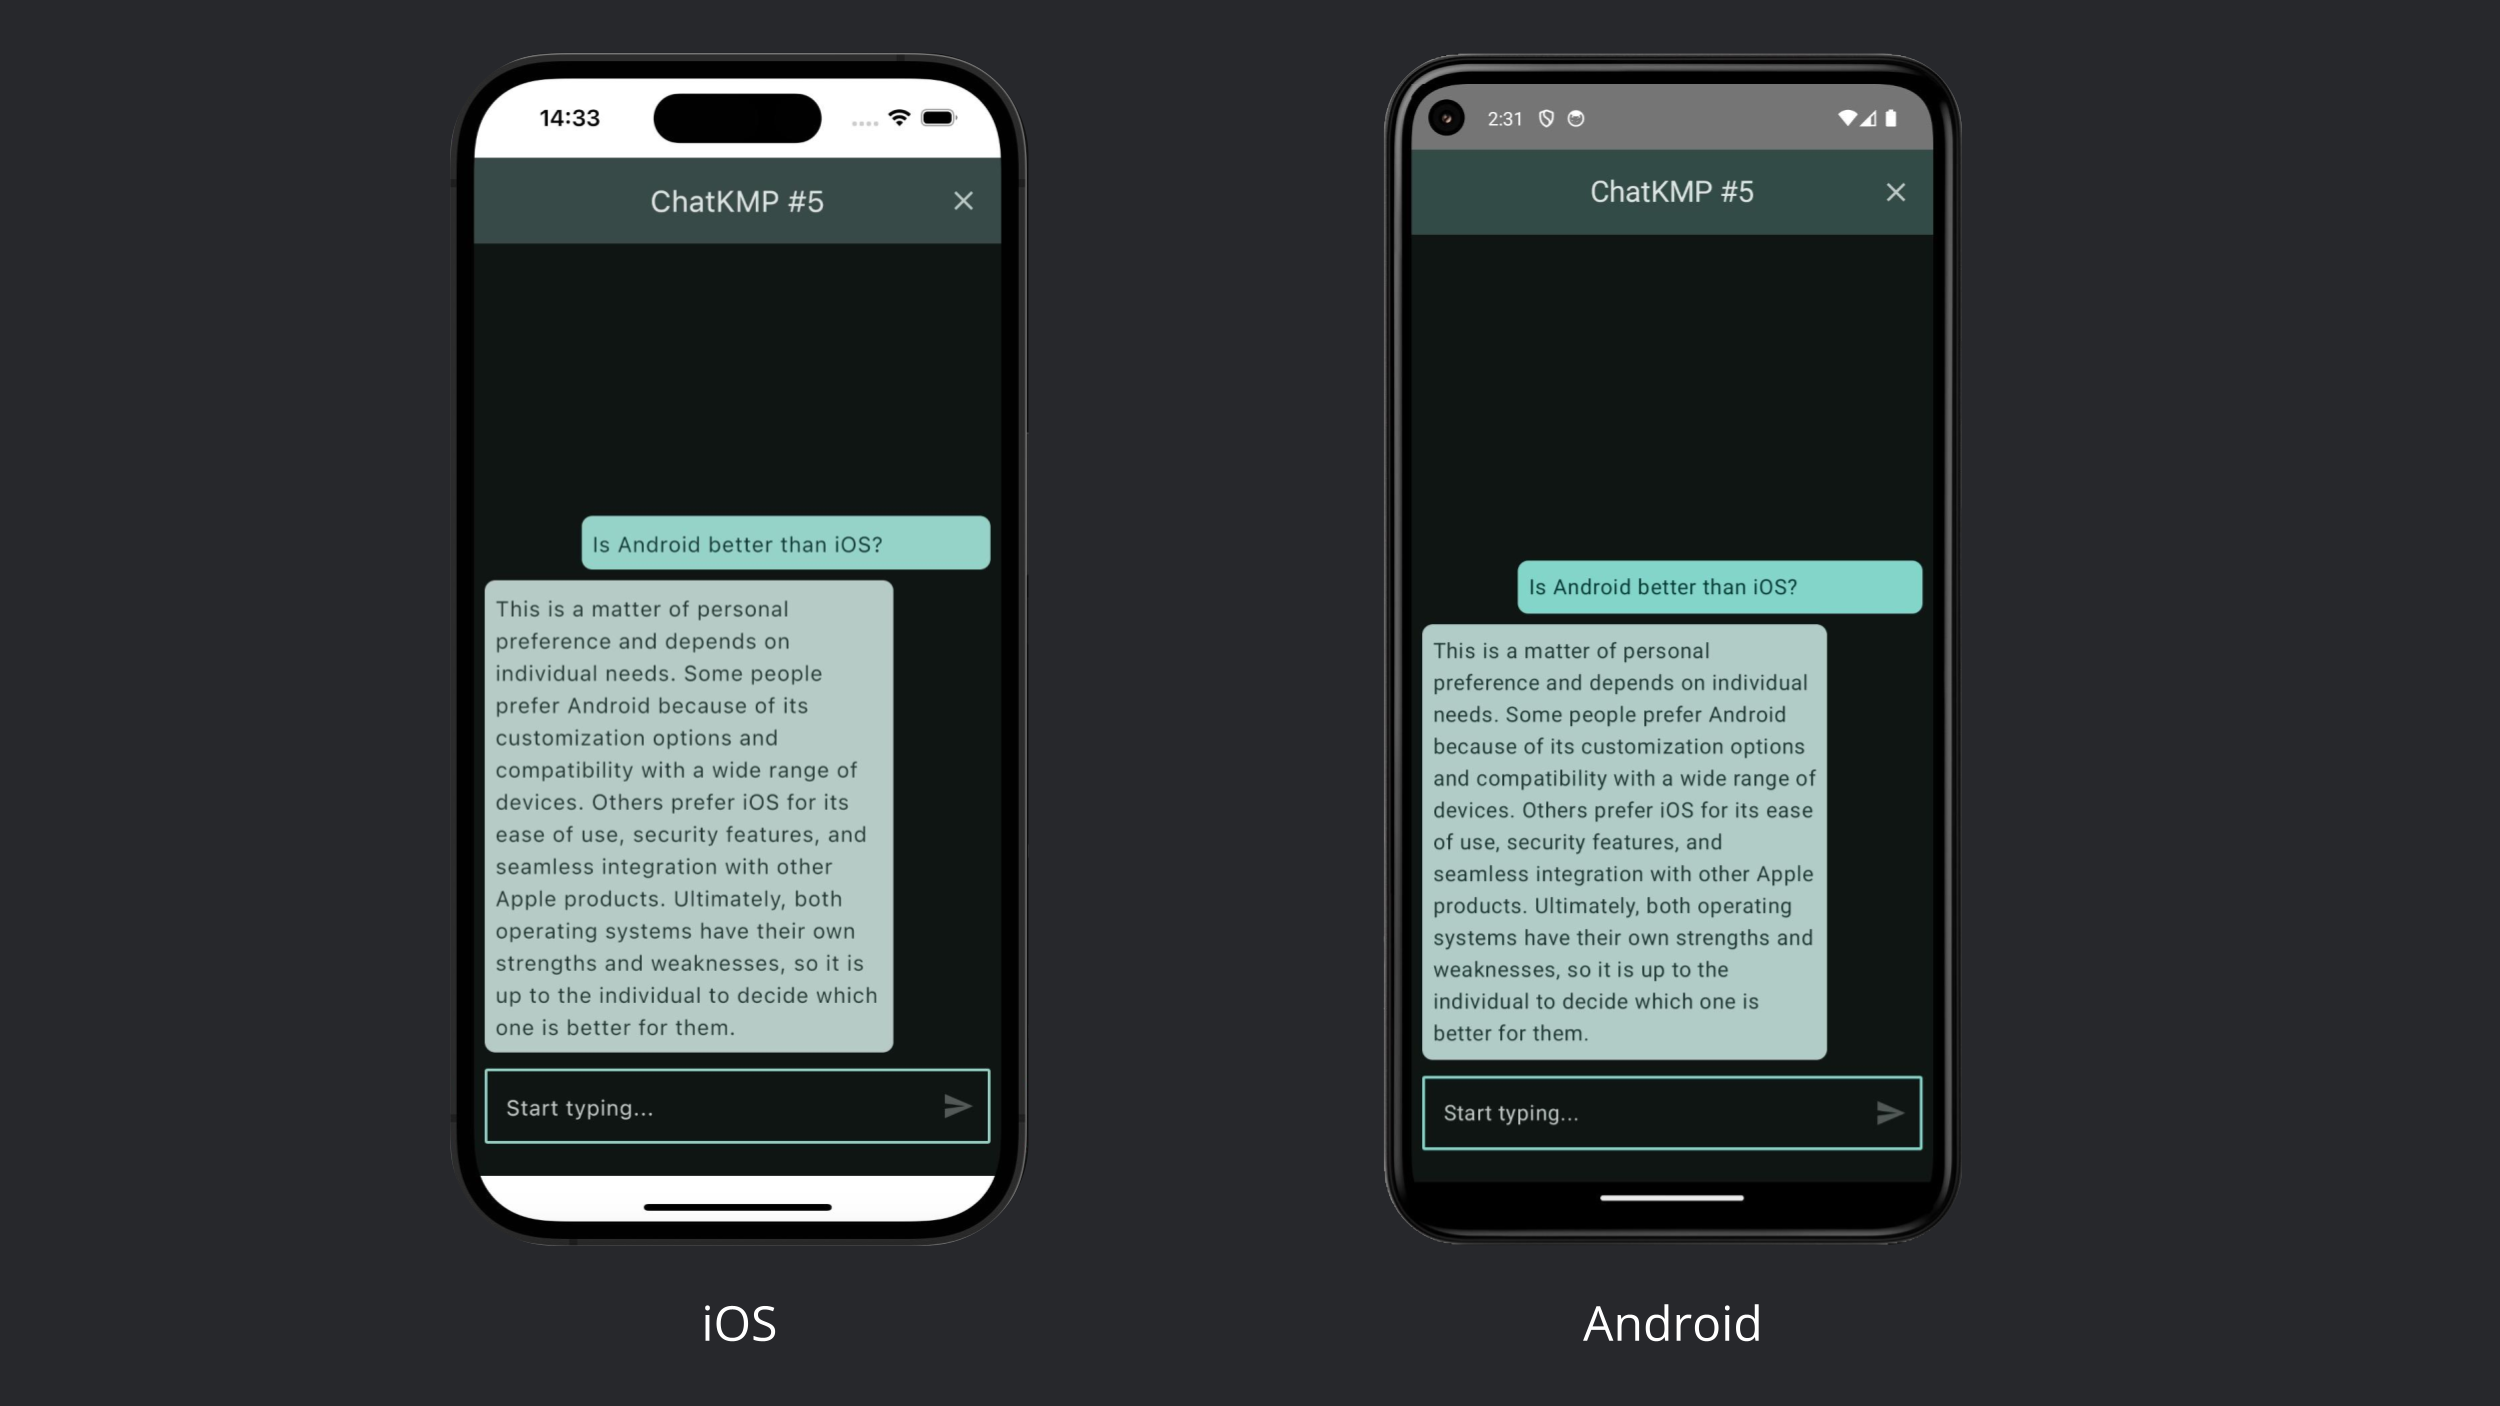 14:33
ChatKMP #5
Is Android better than iOS?
This is a matter of personal
preference and depends on
individual needs. Some people
prefer Android because of its
customization options and
compatibility with a wide range of
devices. Others prefer iOS for its
ease of use, security features, and
seamless integration with other
Apple products. Ultimately, both
operating systems have their own
strengths and weaknesses, so it is
up to the individual to decide which
one is better for them.
Start typing...
iOS
2:31
ChatKMP #5
Is Android better than iOS?
This is a matter of personal
preference and depends on individual
needs. Some people prefer Android
because of its customization options
and compatibility with a wide range of
devices. Others prefer iOS for its ease
of use, security features, and
seamless integration with other Apple
products. Ultimately, both operating
systems have their own strengths and
weaknesses, so it is up to the
individual to decide which one is
better for them.
Start typing...
Android